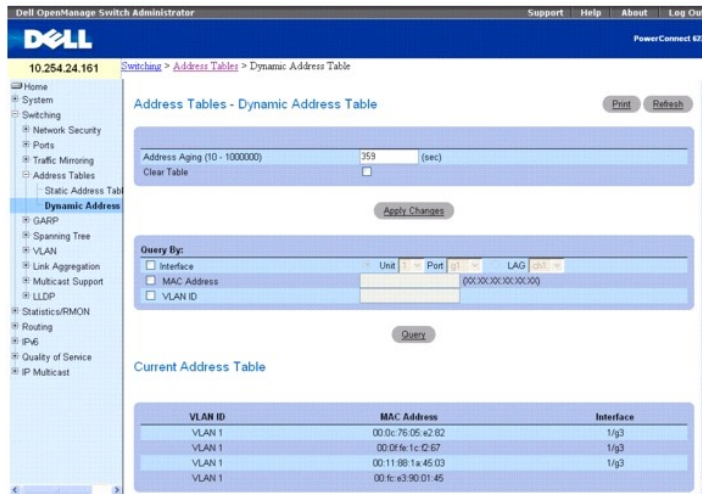 Dell OpenManage Switch Administrator
Support Help About Log Ou
DELL
PowerConnect 62
10.254.24.161
Switching > Address Tables > Dynamic Address Table
Home
System
Switching
Network Security
Ports
Traffic Mirroring
Address Tables
Static Address Tabl
Dynamic Address
GARP
Spanning Tree
VLAN
Link Aggregation
Multicast Support
LLDP
Statistics/RMON
Routing
IPv6
Quality of Service
IP Multicast
Address Tables - Dynamic Address Table
Print Refresh
Address Aging (10 - 1000000) 359 (sec)
Clear Table
Apply Changes
Query By:
Interface Unit 1 Port g1 LAG ch1
MAC Address (XX:XX:XX:XX:XX:XX)
VLAN ID
Query
Current Address Table
VLAN ID MAC Address Interface
VLAN 1 00:0c:76:05:e2:82 1/g3
VLAN 1 00:0f:fe:1c:f2:67 1/g3
VLAN 1 00:11:88:1a:45:03 1/g3
VLAN 1 00:fc:e3:90:01:45